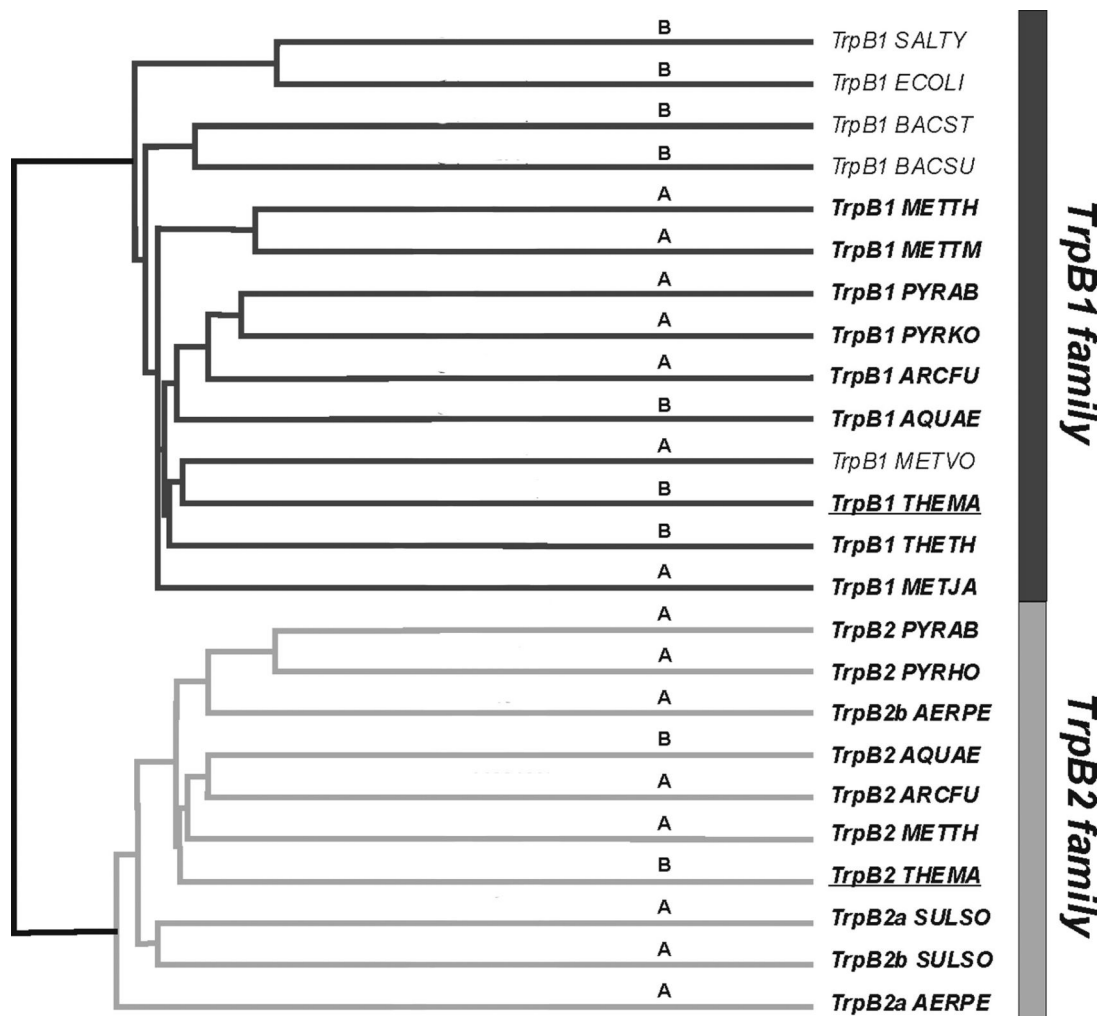 B
TrpB1 SALTY
B
TrpB1 ECOLI
B
TrpB1 BACST
B
TrpB1 BACSU
A
TrpB1 METTH
A
TrpB1 METTM
A
TrpB1 PYRAB
A
TrpB1 PYRKO
A
TrpB1 ARCFU
B
TrpB1 AQUAE
A
TrpB1 METVO
B
TrpB1 THEMA
B
TrpB1 THETH
A
TrpB1 METJA
TrpB1 family
A
TrpB2 PYRAB
A
TrpB2 PYRHO
A
TrpB2b AERPE
B
TrpB2 AQUAE
A
TrpB2 ARCFU
A
TrpB2 METTH
B
TrpB2 THEMA
A
TrpB2a SULSO
A
TrpB2b SULSO
A
TrpB2a AERPE
TrpB2 family